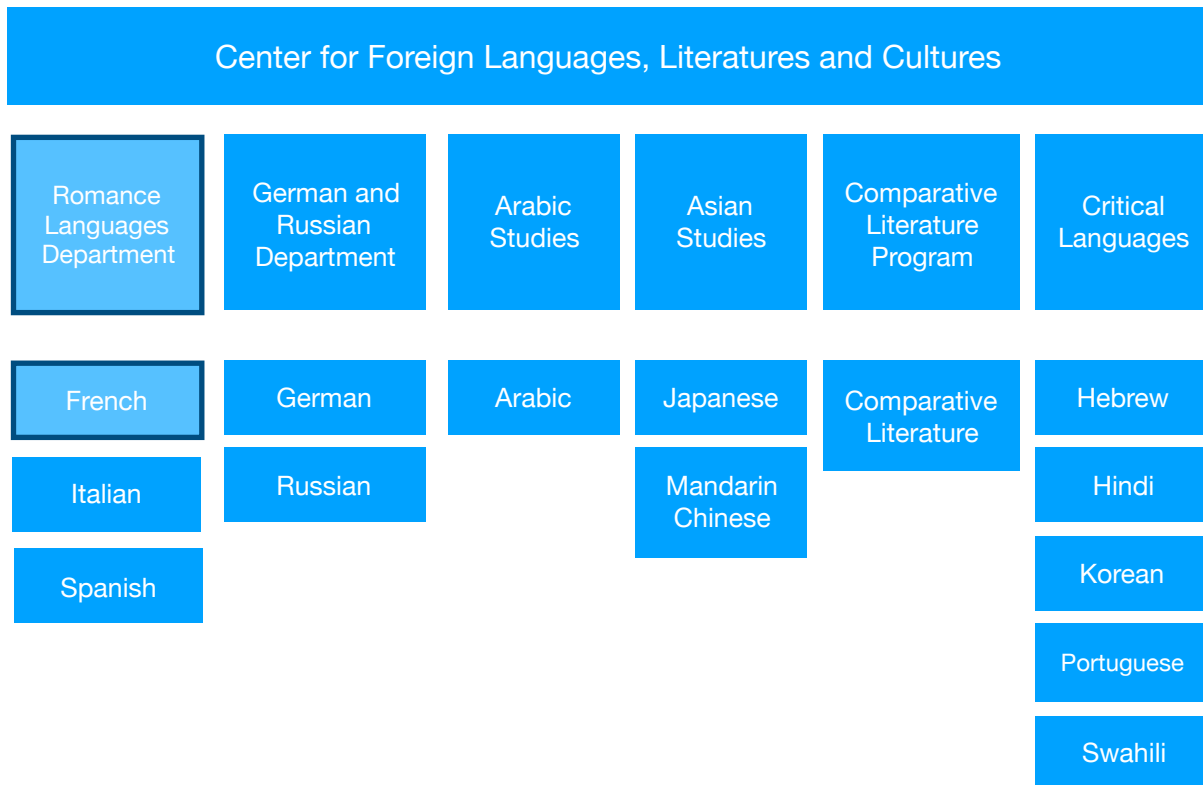 Center for Foreign Languages, Literatures and Cultures
Romance
Languages
Department
German and
Russian
Department
Arabic
Studies
Asian
Studies
Comparative
Literature
Program
Critical
Languages
French
German
Arabic
Japanese
Comparative
Literature
Hebrew
Italian
Russian
Mandarin
Chinese
Hindi
Spanish
Korean
Portuguese
Swahili